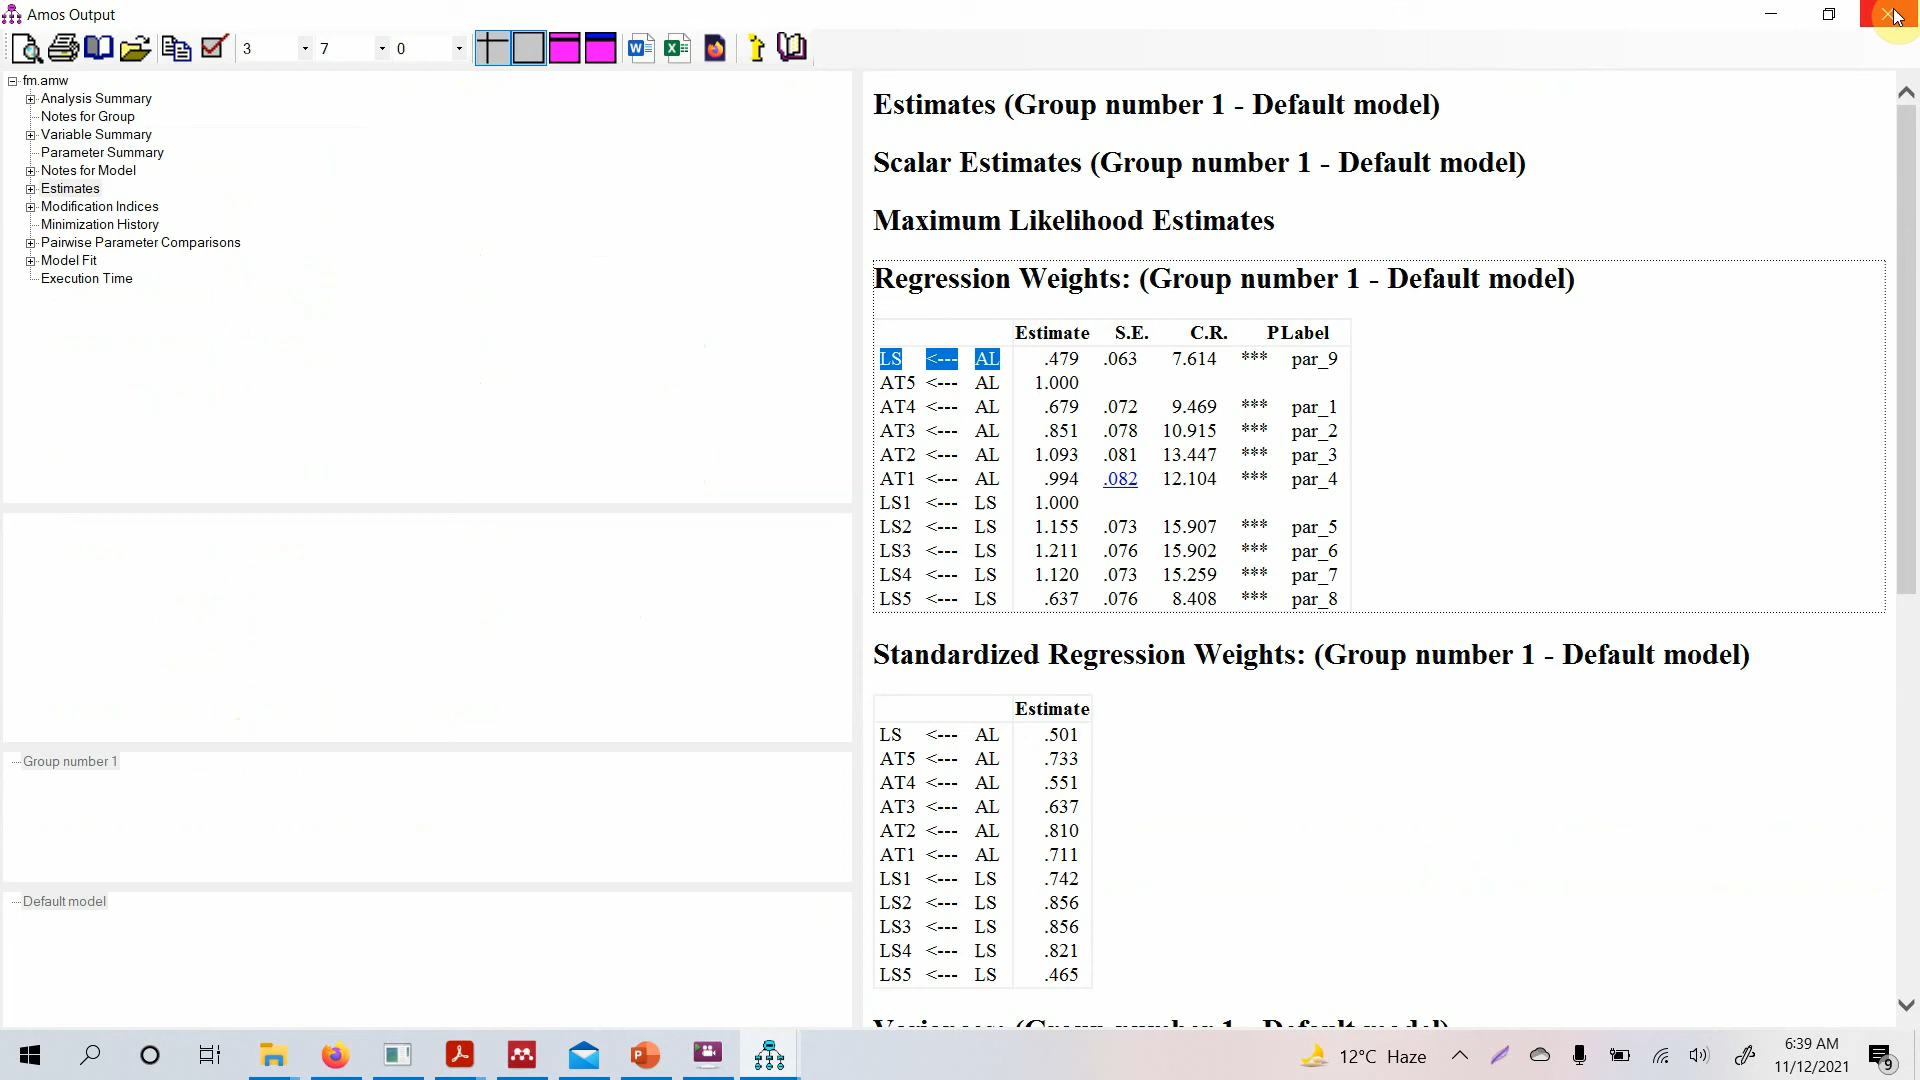 Amos Output
3 7 0
fm.amw
Analysis Summary
Notes for Group
Variable Summary
Parameter Summary
Notes for Model
Estimates
Modification Indices
Minimization History
Pairwise Parameter Comparisons
Model Fit
Execution Time
Group number 1
Default model
Estimates (Group number 1 - Default model)
Scalar Estimates (Group number 1 - Default model)
Maximum Likelihood Estimates
Regression Weights: (Group number 1 - Default model)
Estimate S.E. C.R. P Label
LS <--- AL .479 .063 7.614 *** par_9
AT5 <--- AL 1.000
AT4 <--- AL .679 .072 9.469 *** par_1
AT3 <--- AL .851 .078 10.915 *** par_2
AT2 <--- AL 1.093 .081 13.447 *** par_3
AT1 <--- AL .994 .082 12.104 *** par_4
LS1 <--- LS 1.000
LS2 <--- LS 1.155 .073 15.907 *** par_5
LS3 <--- LS 1.211 .076 15.902 *** par_6
LS4 <--- LS 1.120 .073 15.259 *** par_7
LS5 <--- LS .637 .076 8.408 *** par_8
Standardized Regression Weights: (Group number 1 - Default model)
Estimate
LS <--- AL .501
AT5 <--- AL .733
AT4 <--- AL .551
AT3 <--- AL .637
AT2 <--- AL .810
AT1 <--- AL .711
LS1 <--- LS .742
LS2 <--- LS .856
LS3 <--- LS .856
LS4 <--- LS .821
LS5 <--- LS .465
Variances: (Group number 1 - Default model)
12°C Haze
6:39 AM
11/12/2021
9